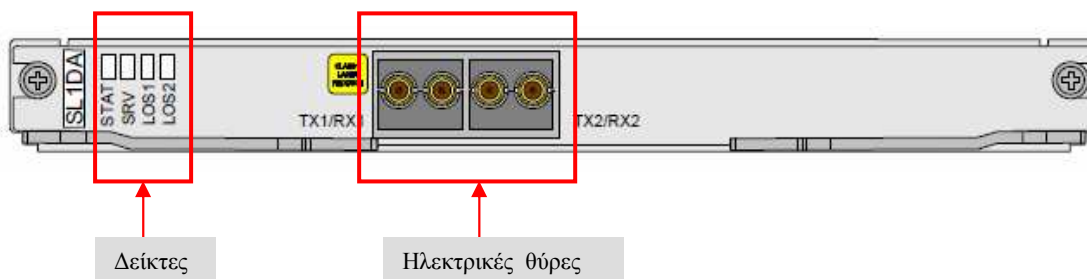 SL1DA
STAT
SRV
LOS1
LOS2
TX1/RX1
TX2/RX2
Δείκτες
Ηλεκτρικές θύρες